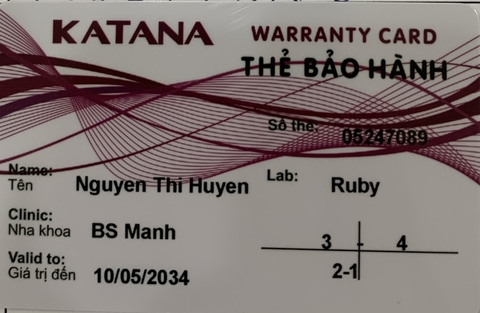 KATANA WARRANTY CARD
THẺ BẢO HÀNH
Số thẻ: 05247089
Name:
Tên Nguyen Thi Huyen Lab: Ruby
Clinic:
Nha khoa BS Manh
3 - 4
Valid to:
Giá trị đến 10/05/2034
2-1